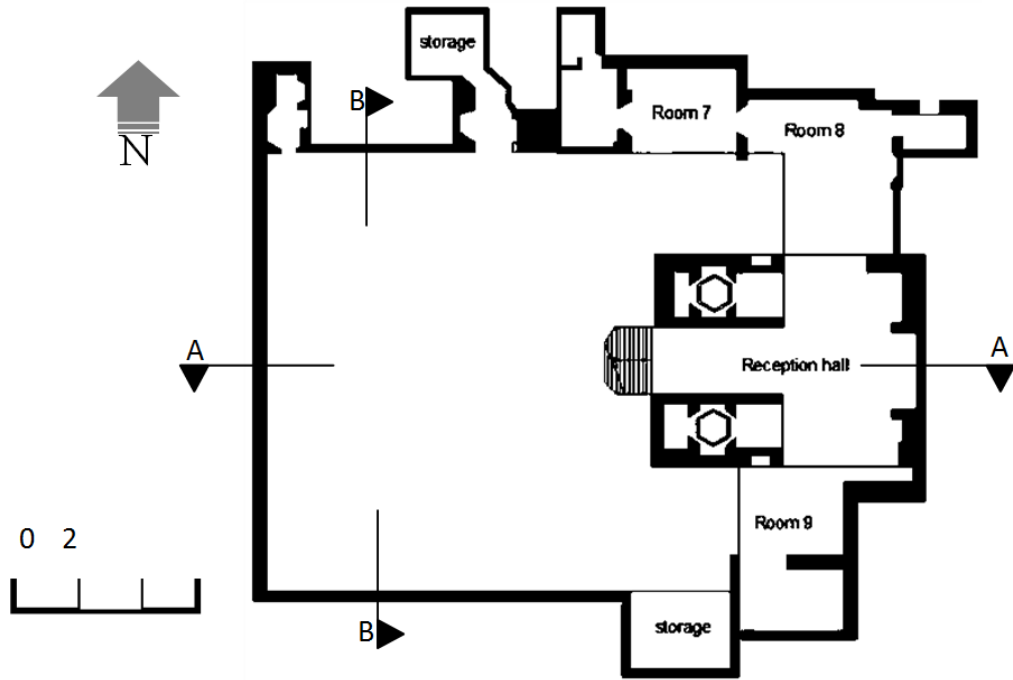 storage
B
Room 7
Room 8
N
A
Reception hall
A
Room 9
0 2
B
storage